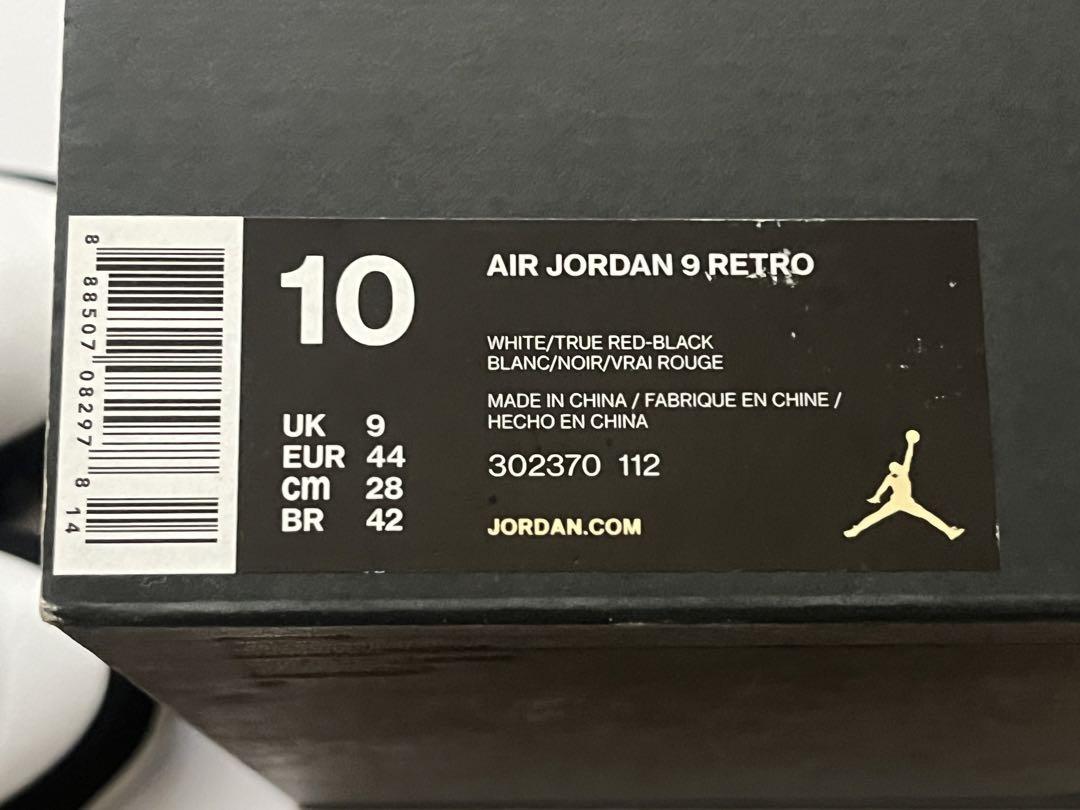 8 88507 08297 8 14
10
UK 9
EUR 44
cm 28
BR 42
AIR JORDAN 9 RETRO
WHITE/TRUE RED-BLACK
BLANC/NOIR/VRAI ROUGE
MADE IN CHINA / FABRIQUE EN CHINE /
HECHO EN CHINA
302370 112
JORDAN.COM